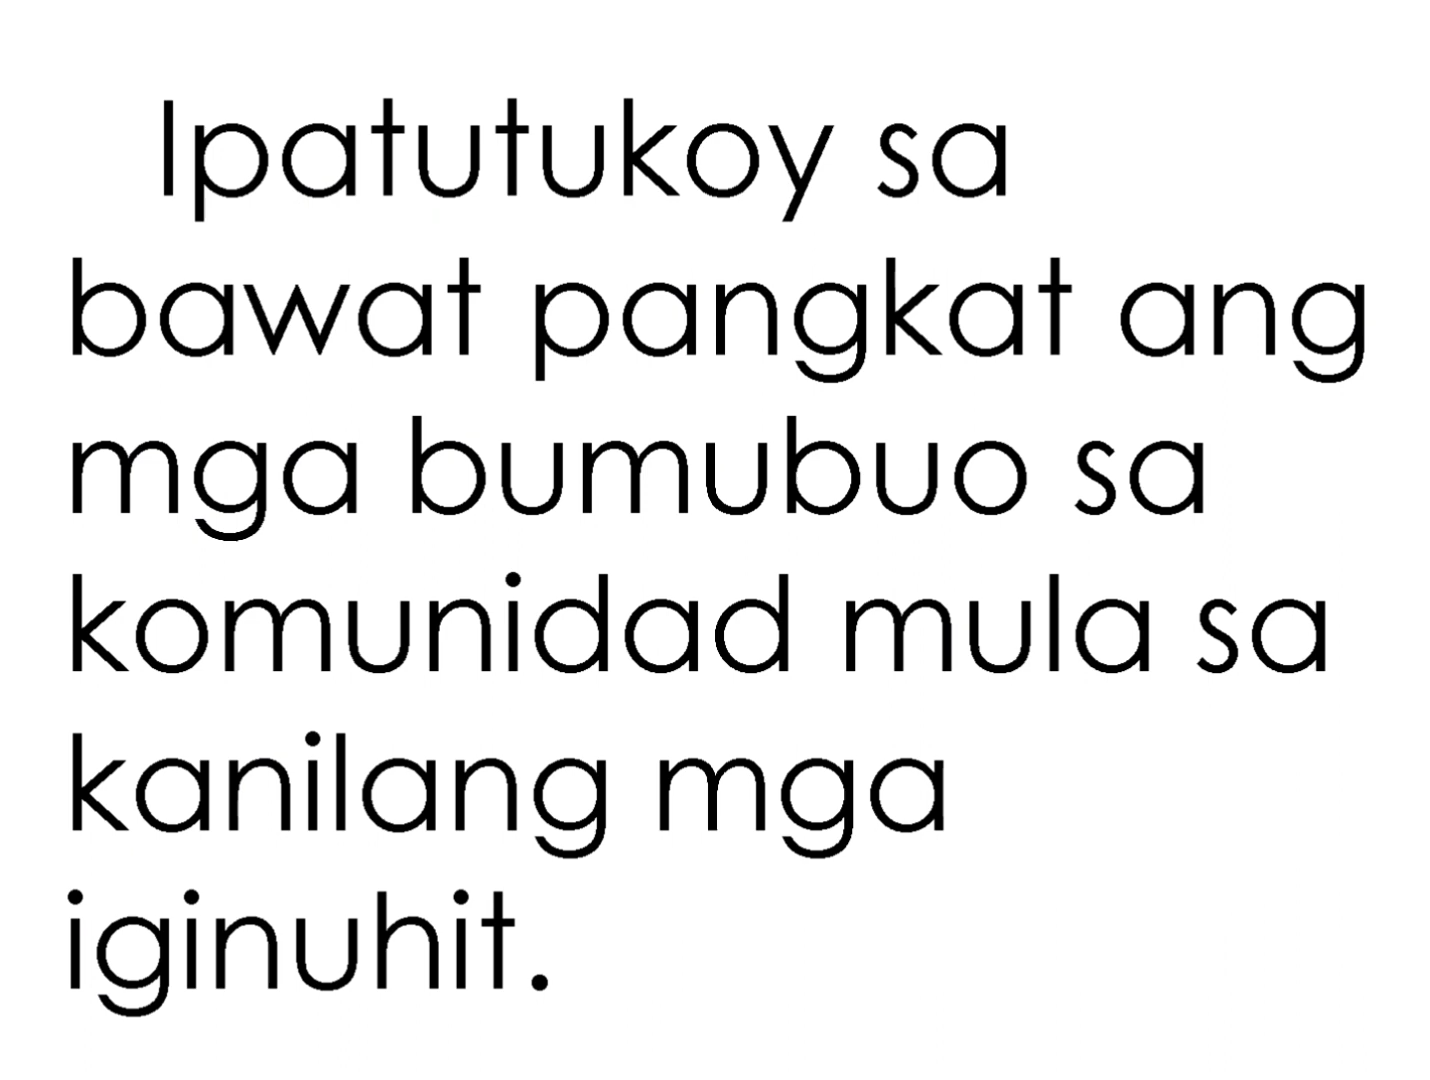 Ipatutukoy sa
bawat pangkat ang
mga bumubuo sa
komunidad mula sa
kanilang mga
iginuhit.